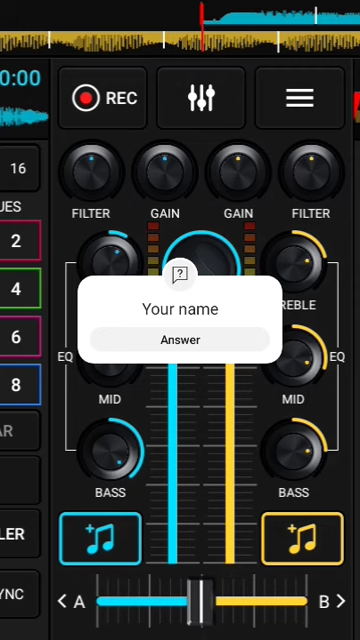 0:00
REC
16
UES
FILTER
GAIN
GAIN
FILTER
2
4
6
8
REBLE
Your name
Answer
EQ
EQ
MID
MID
AR
BASS
BASS
LER
YNC
A
B